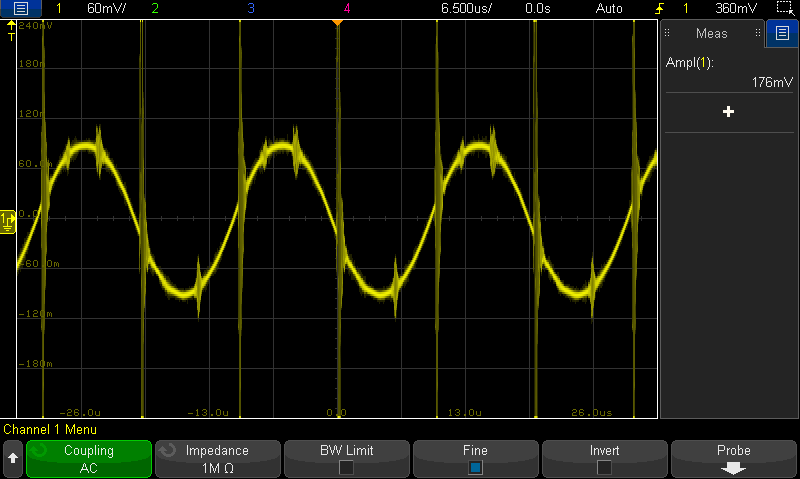 1 60mV/ 2 3 4 6.500us/ 0.0s Auto 1 360mV
T
240mV
180m
120m
60.0m
0.0
-60.0m
-120m
-180m
-26.0u -13.0u 0.0 13.0u 26.0us
1
Meas
Ampl(1):
176mV
Channel 1 Menu
Coupling
AC
Impedance
1M Ω
BW Limit
Fine
Invert
Probe